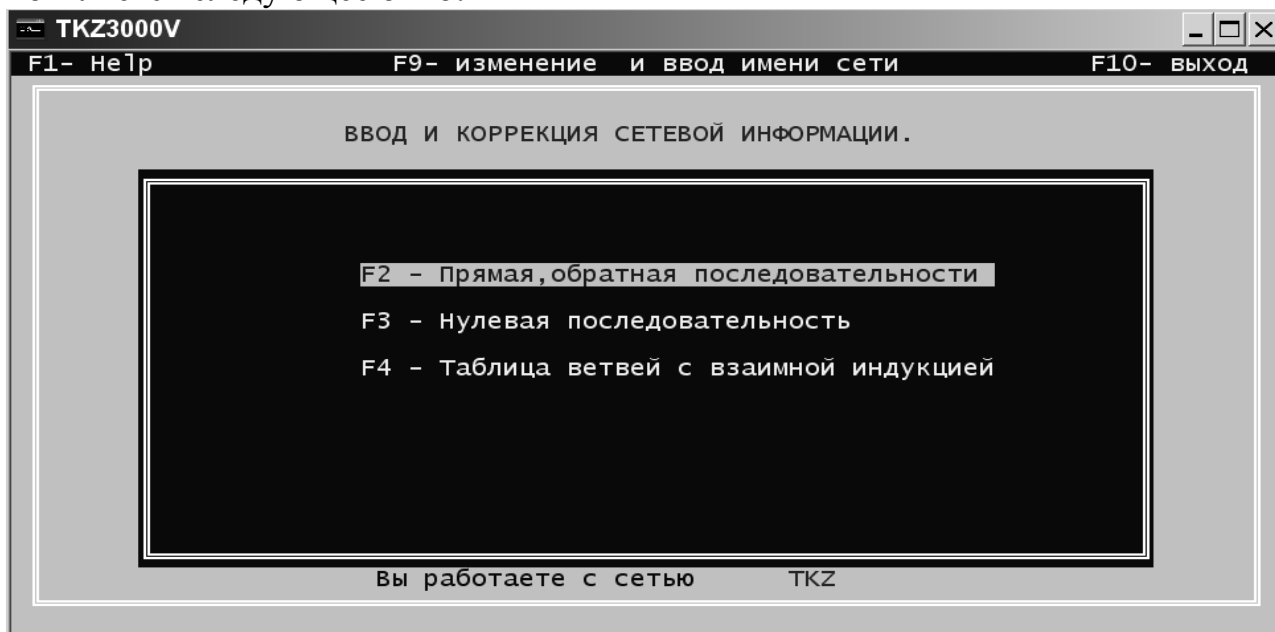 TKZ3000V
F1- Help F9- изменение и ввод имени сети F10- выход
ВВОД И КОРРЕКЦИЯ СЕТЕВОЙ ИНФОРМАЦИИ.
F2 - Прямая,обратная последовательности
F3 - Нулевая последовательность
F4 - Таблица ветвей с взаимной индукцией
Вы работаете с сетью TKZ